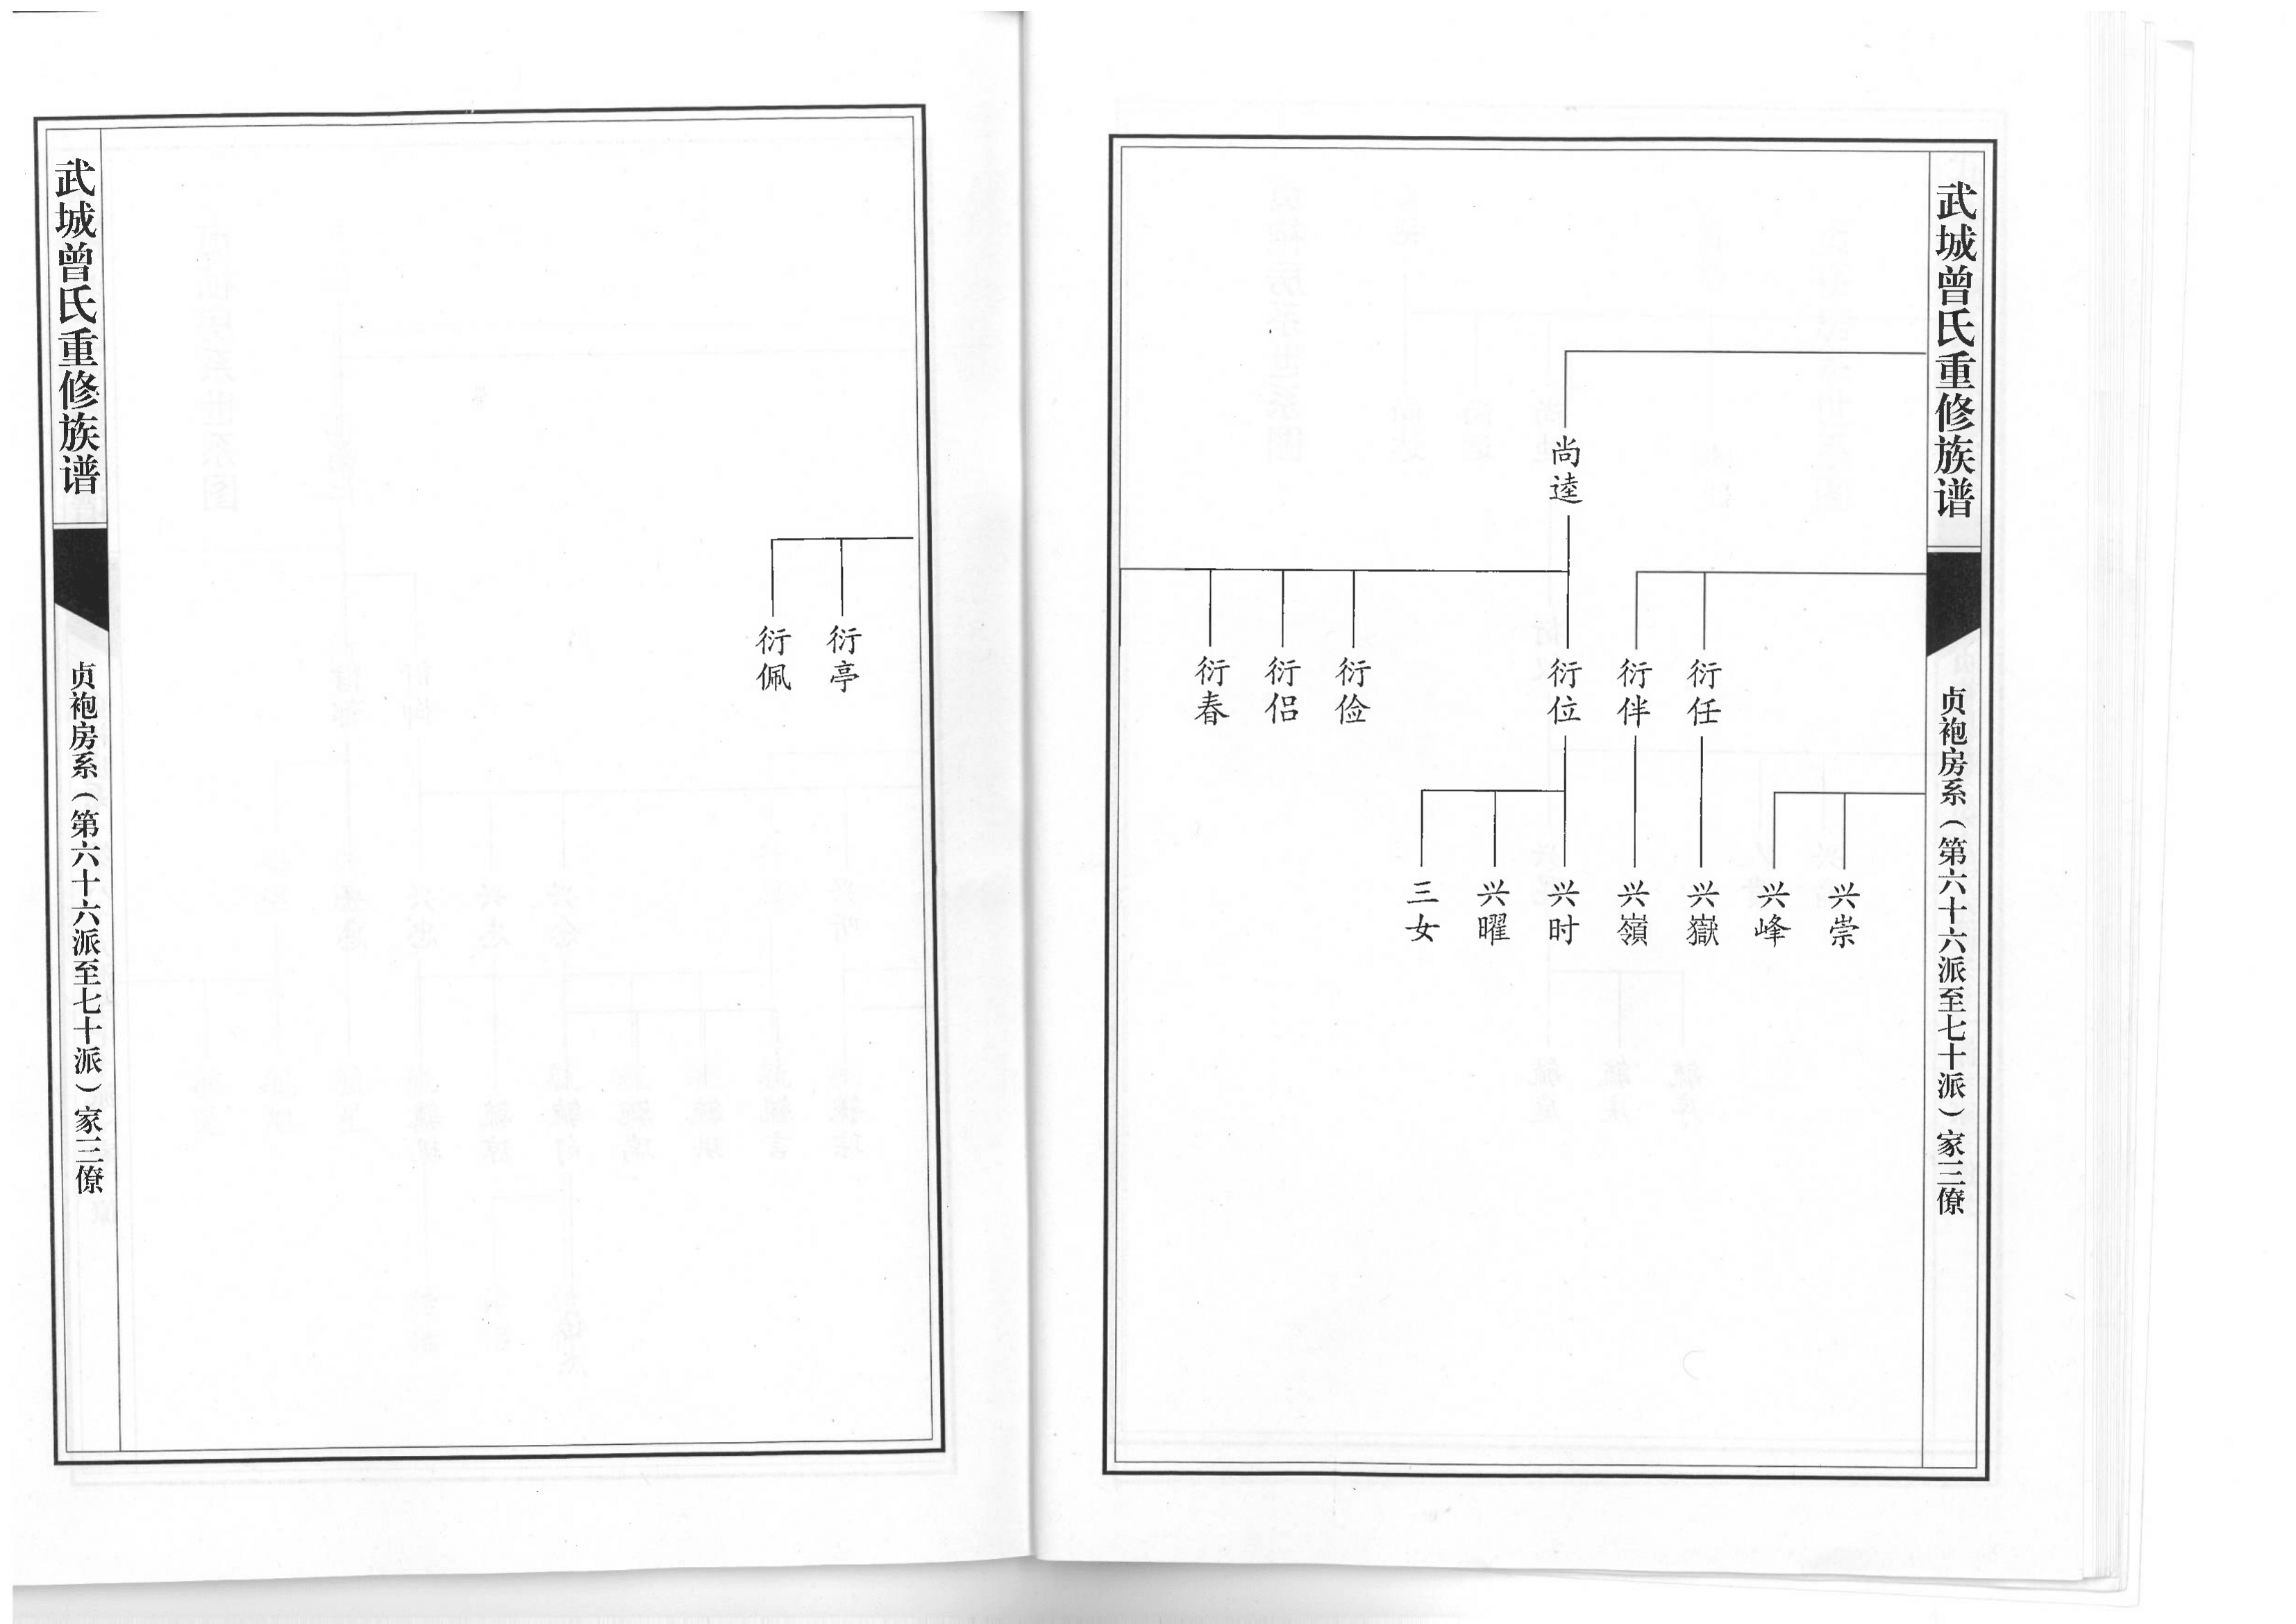 武城曾氏重修族谱
贞袍房系（第六十六派至七十派）家三僚
尚逵
衍任
衍伴
衍位
衍俭
衍侣
衍春
兴崇
兴峰
兴嶽
兴嶺
兴时
兴曜
三女
衍亭
衍佩
武城曾氏重修族谱
贞袍房系（第六十六派至七十派）家三僚